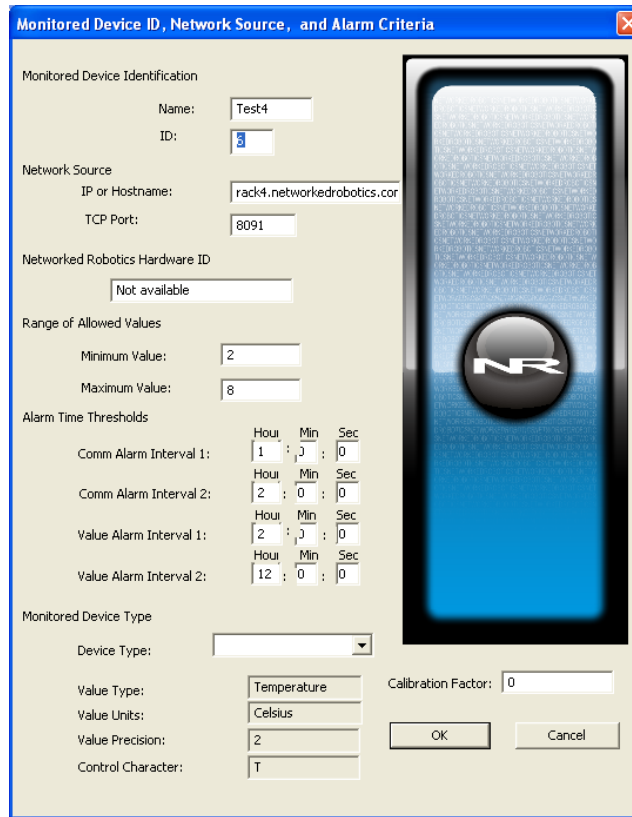 Monitored Device ID, Network Source, and Alarm Criteria
Monitored Device Identification
Name: Test4
ID: 6
Network Source
IP or Hostname: rack4.networkedrobotics.cor
TCP Port: 8091
Networked Robotics Hardware ID
Not available
Range of Allowed Values
Minimum Value: 2
Maximum Value: 8
Alarm Time Thresholds
Hour Min Sec
Comm Alarm Interval 1: 1 : 0 : 0
Hour Min Sec
Comm Alarm Interval 2: 2 : 0 : 0
Hour Min Sec
Value Alarm Interval 1: 2 : 0 : 0
Hour Min Sec
Value Alarm Interval 2: 12 : 0 : 0
Monitored Device Type
Device Type:
Value Type: Temperature
Calibration Factor: 0
Value Units: Celsius
Value Precision: 2
OK Cancel
Control Character: T
NR